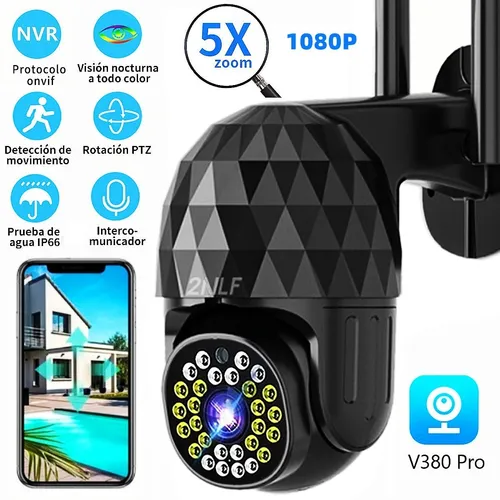 NVR
Protocolo
onvif
Visión nocturna
a todo color
5X
zoom
1080P
Detección de
movimiento
Rotación PTZ
Prueba de
agua IP66
Interco-
municador
V380 Pro